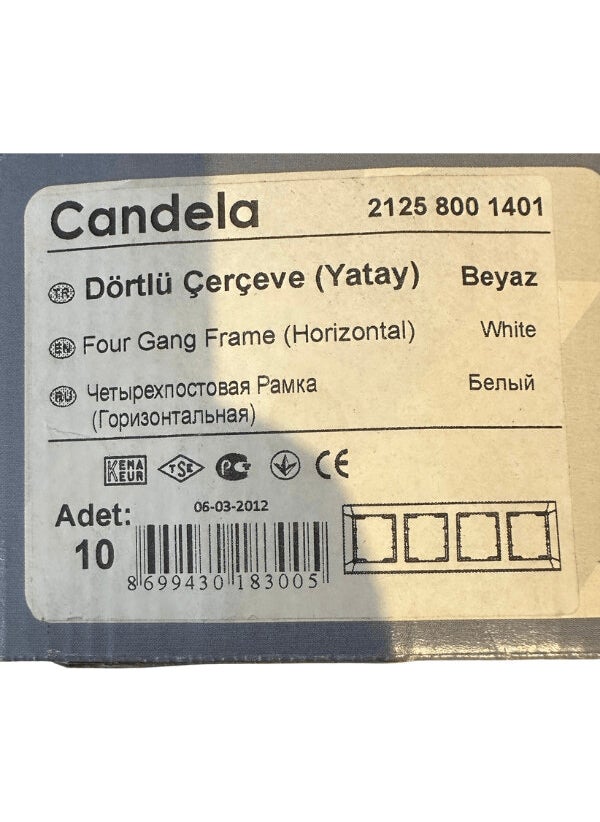 Candela 2125 800 1401
TR Dörtlü Çerçeve (Yatay) Beyaz
EN Four Gang Frame (Horizontal) White
RU Четырехпостовая Рамка Белый
(Горизонтальная)
KEMA
KEUR TSE PCT CE
06-03-2012
Adet:
10
8 699430 183005